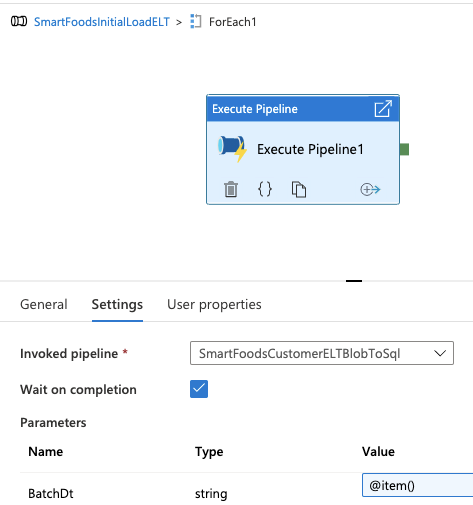 SmartFoodsInitialLoadELT > ForEach1
Execute Pipeline
Execute Pipeline1
{}
General Settings User properties
Invoked pipeline * SmartFoodsCustomerELTBlobToSql
Wait on completion
Parameters
Name Type Value
BatchDt string @item()